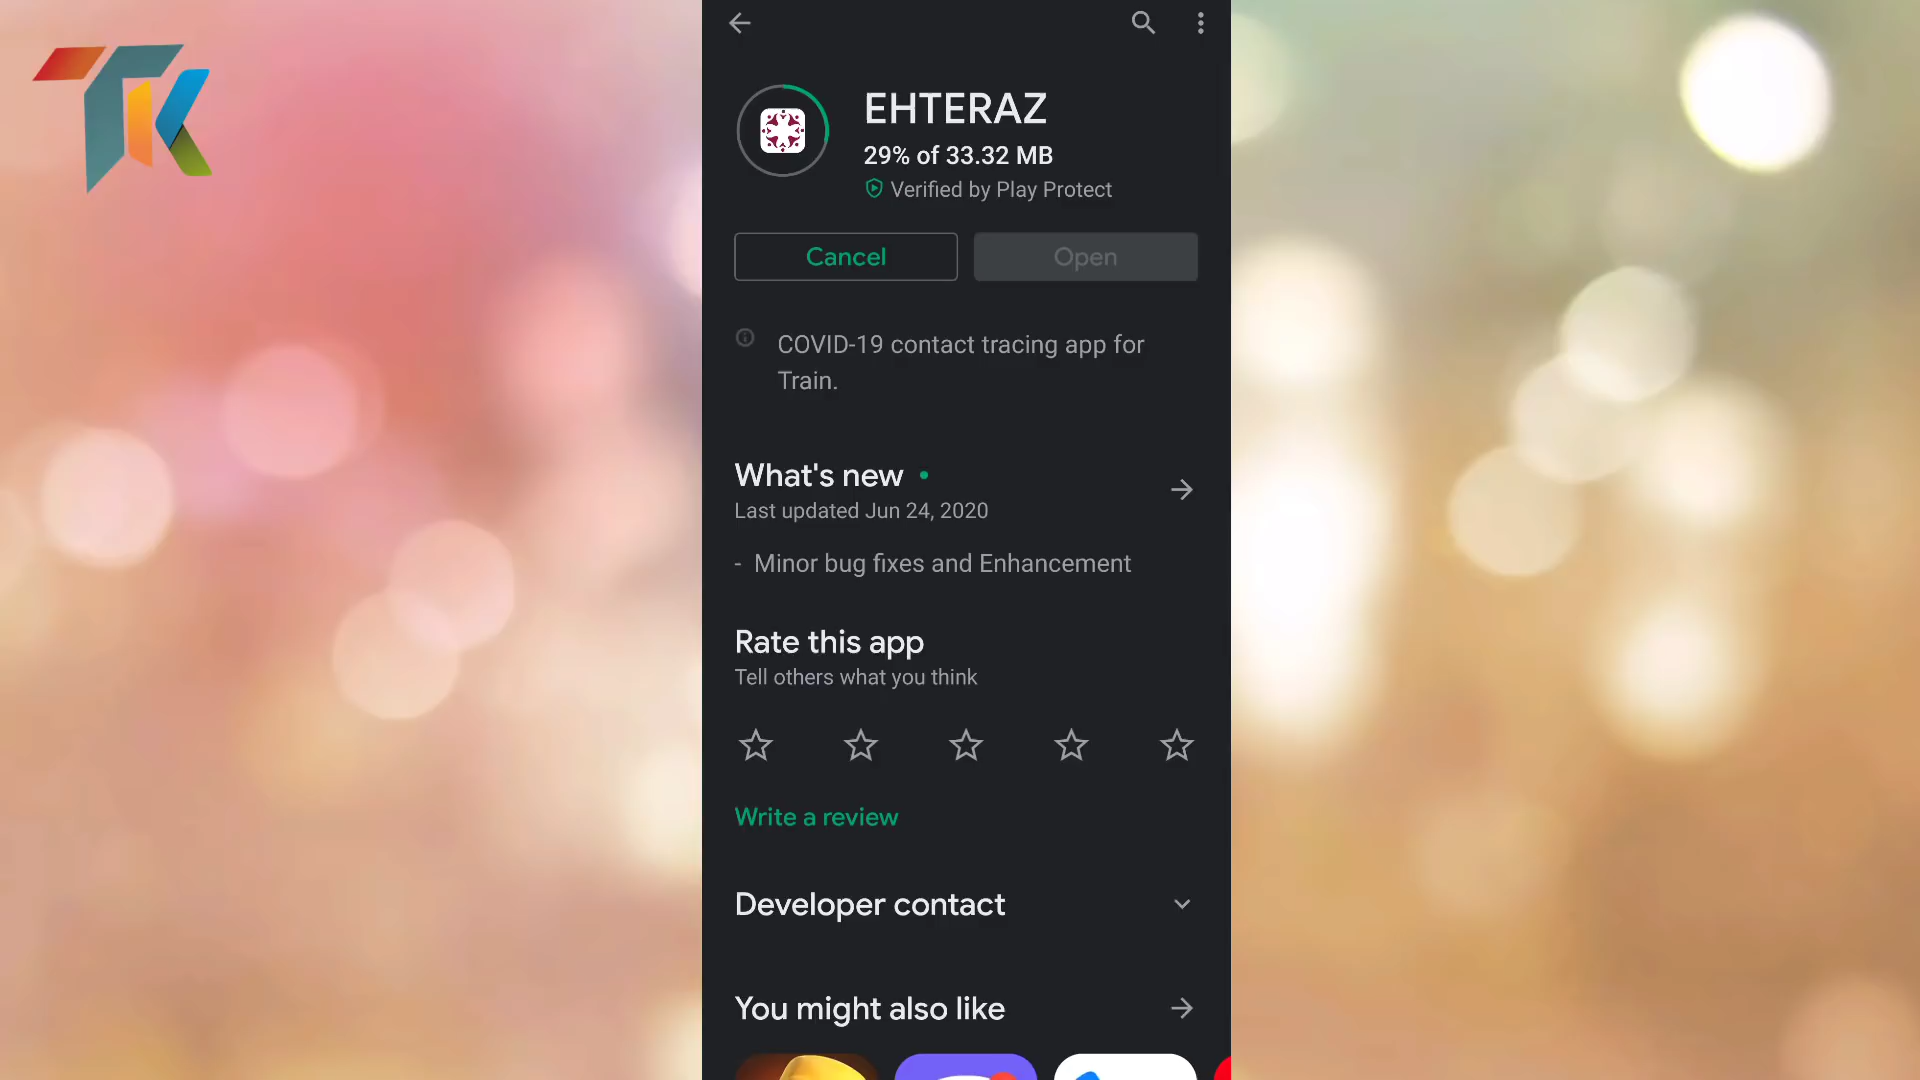 TK
EHTERAZ
29% of 33.32 MB
Verified by Play Protect
Cancel
Open
COVID-19 contact tracing app for
Train.
What's new
Last updated Jun 24, 2020
- Minor bug fixes and Enhancement
Rate this app
Tell others what you think
Write a review
Developer contact
You might also like